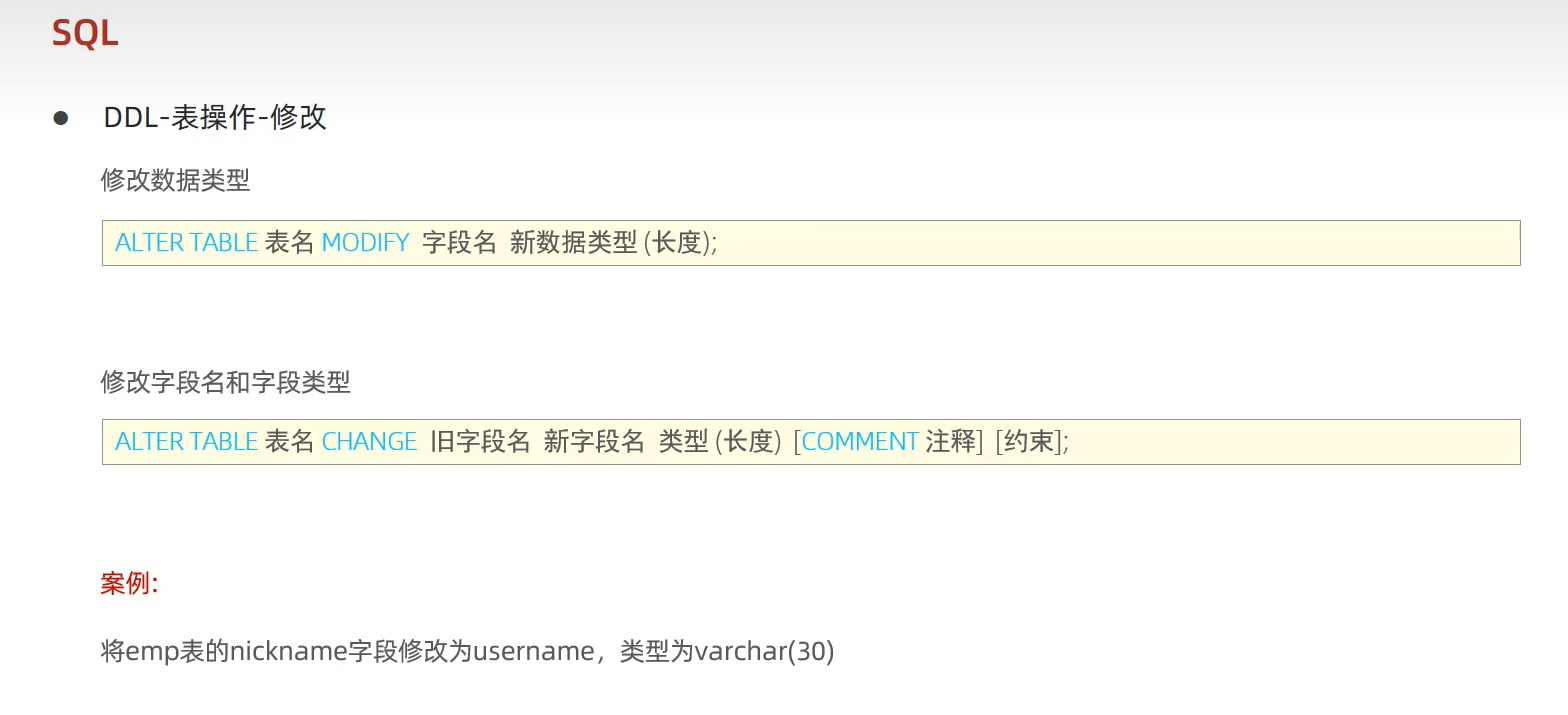 SQL
● DDL-表操作-修改
修改数据类型
ALTER TABLE 表名 MODIFY 字段名 新数据类型 (长度);
修改字段名和字段类型
ALTER TABLE 表名 CHANGE 旧字段名 新字段名 类型 (长度) [COMMENT 注释] [约束];
案例:
将emp表的nickname字段修改为username，类型为varchar(30)